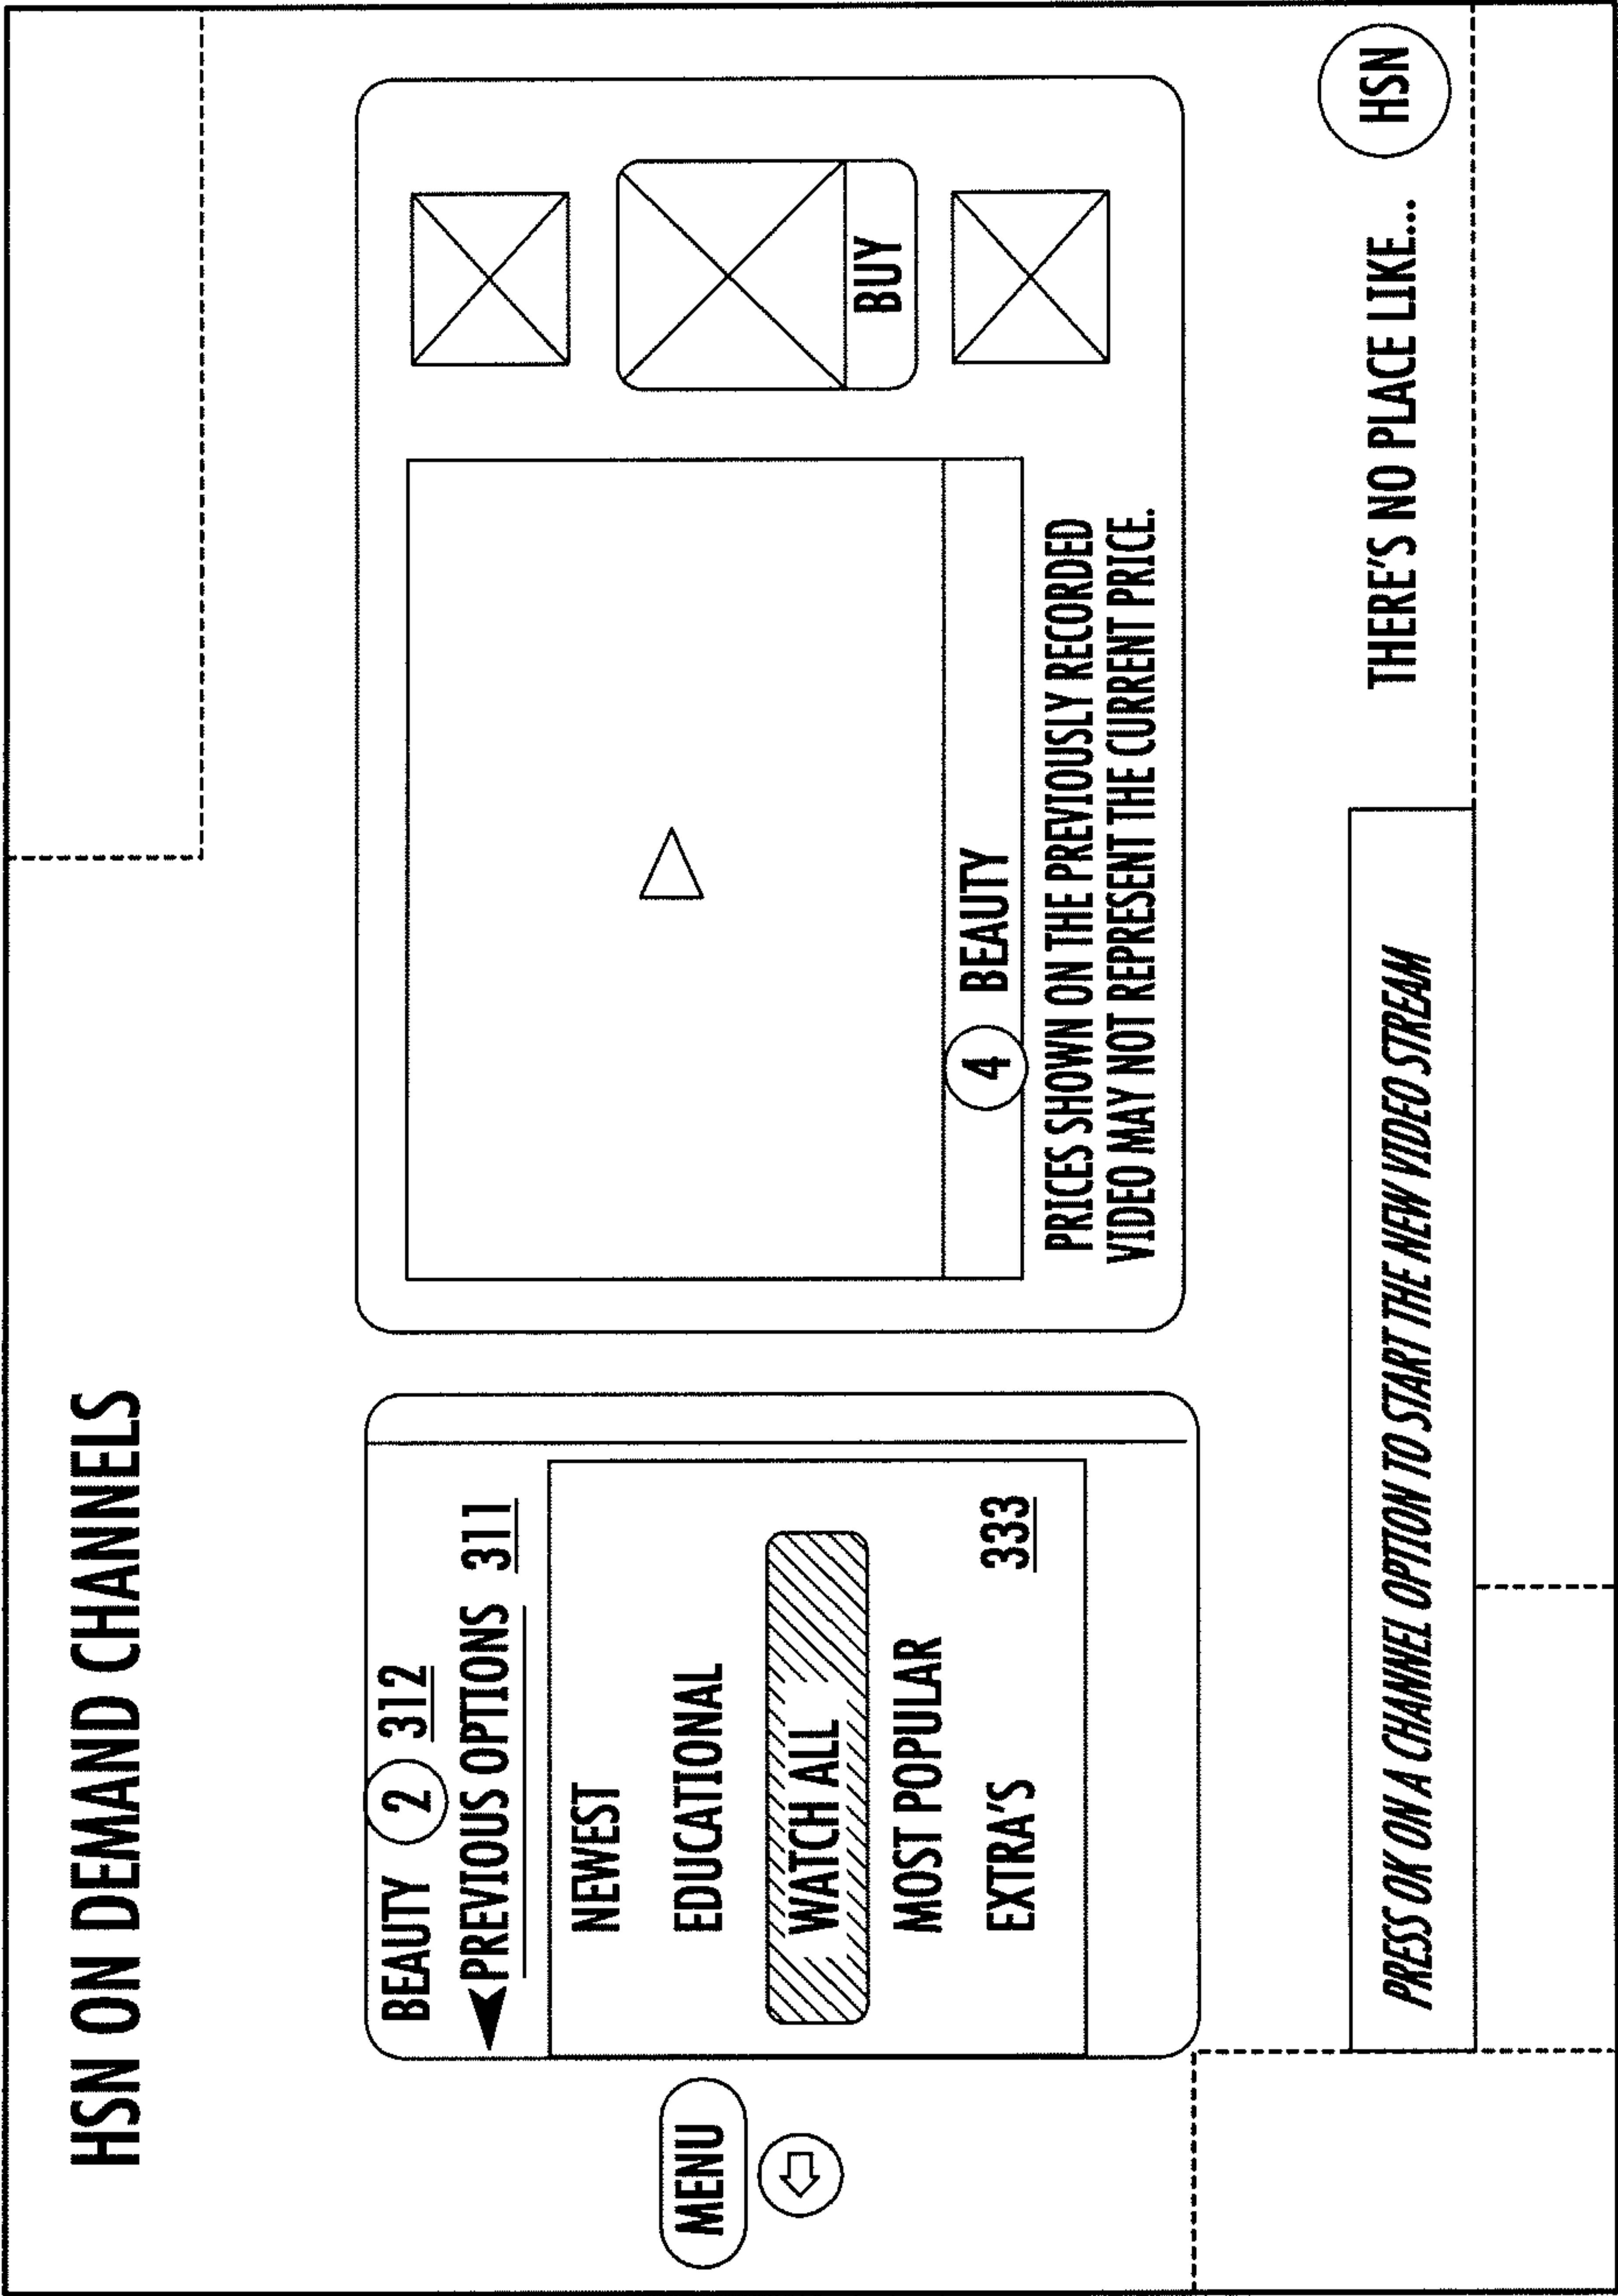 HSN ON DEMAND CHANNELS
MENU
BEAUTY 2 312
PREVIOUS OPTIONS 311
NEWEST
EDUCATIONAL
WATCH ALL
MOST POPULAR
EXTRA'S 333
4 BEAUTY
PRICES SHOWN ON THE PREVIOUSLY RECORDED
VIDEO MAY NOT REPRESENT THE CURRENT PRICE.
BUY
PRESS OK ON A CHANNEL OPTION TO START THE NEW VIDEO STREAM
THERE'S NO PLACE LIKE... HSN